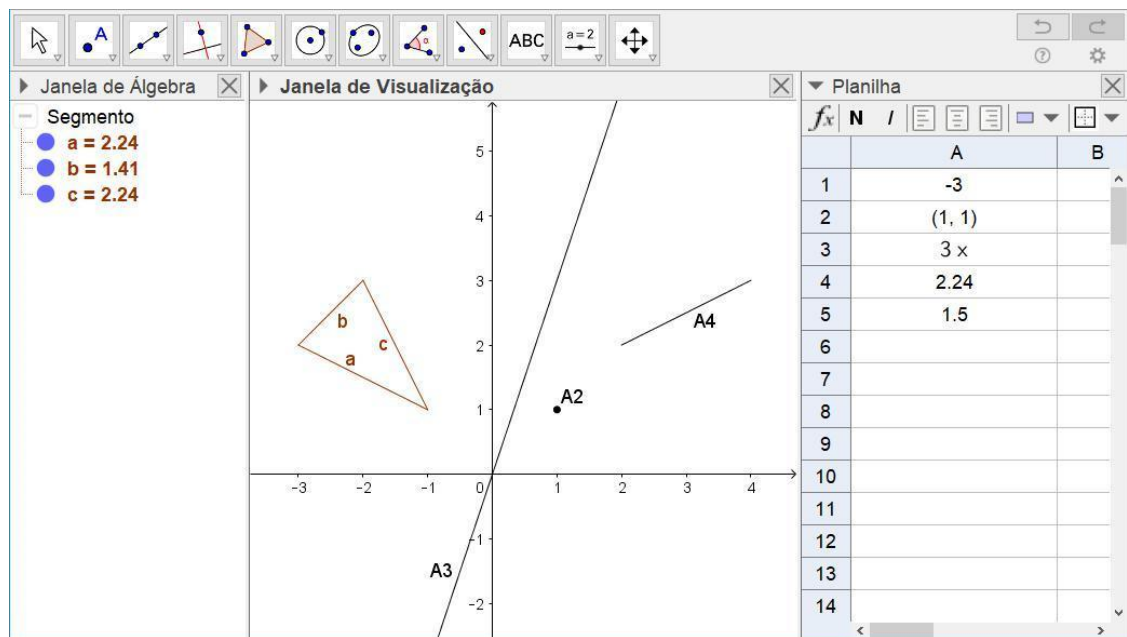 A
α
ABC
a = 2
Janela de Álgebra
Segmento
a = 2.24
b = 1.41
c = 2.24
Janela de Visualização
5
4
3
2
1
0
-1
-2
-3
-2
-1
1
2
3
4
b
c
a
A4
A2
A3
Planilha
fx N I
A B
1 -3
2 (1, 1)
3 3 x
4 2.24
5 1.5
6
7
8
9
10
11
12
13
14